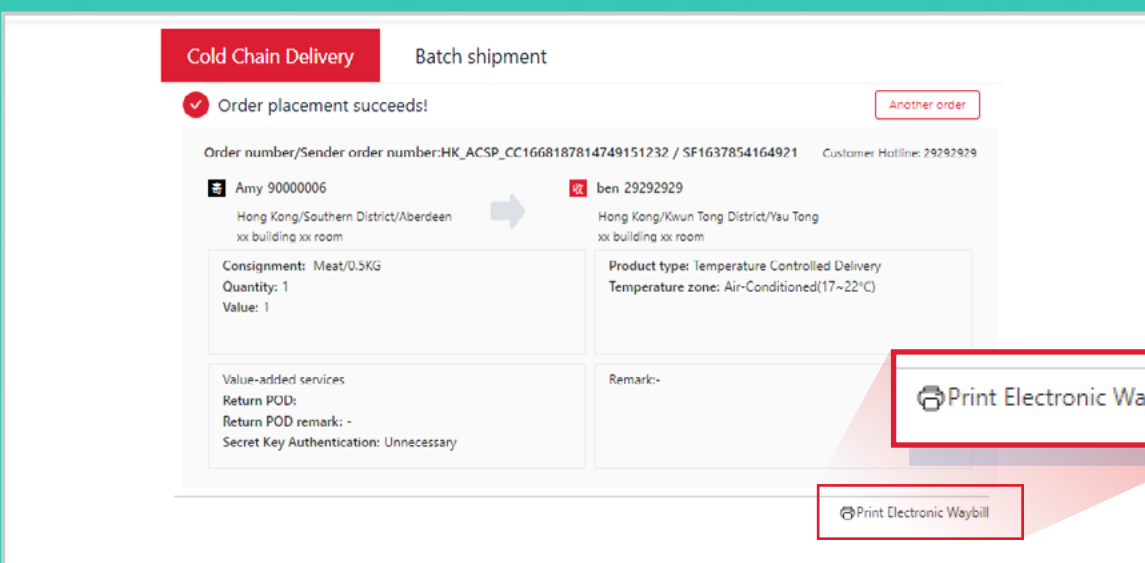 Cold Chain Delivery Batch shipment
Order placement succeeds! Another order
Order number/Sender order number:HK_ACSP_CC1668187814749151232 / SF1637854164921 Customer Hotline: 29292929
寄 Amy 90000006 收 ben 29292929
Hong Kong/Southern District/Aberdeen Hong Kong/Kwun Tong District/Yau Tong
xx building xx room xx building xx room
Consignment: Meat/0.5KG Product type: Temperature Controlled Delivery
Quantity: 1 Temperature zone: Air-Conditioned(17~22°C)
Value: 1
Value-added services Remark:-
Return POD:
Return POD remark: -
Secret Key Authentication: Unnecessary
Print Electronic Wa
Print Electronic Waybill